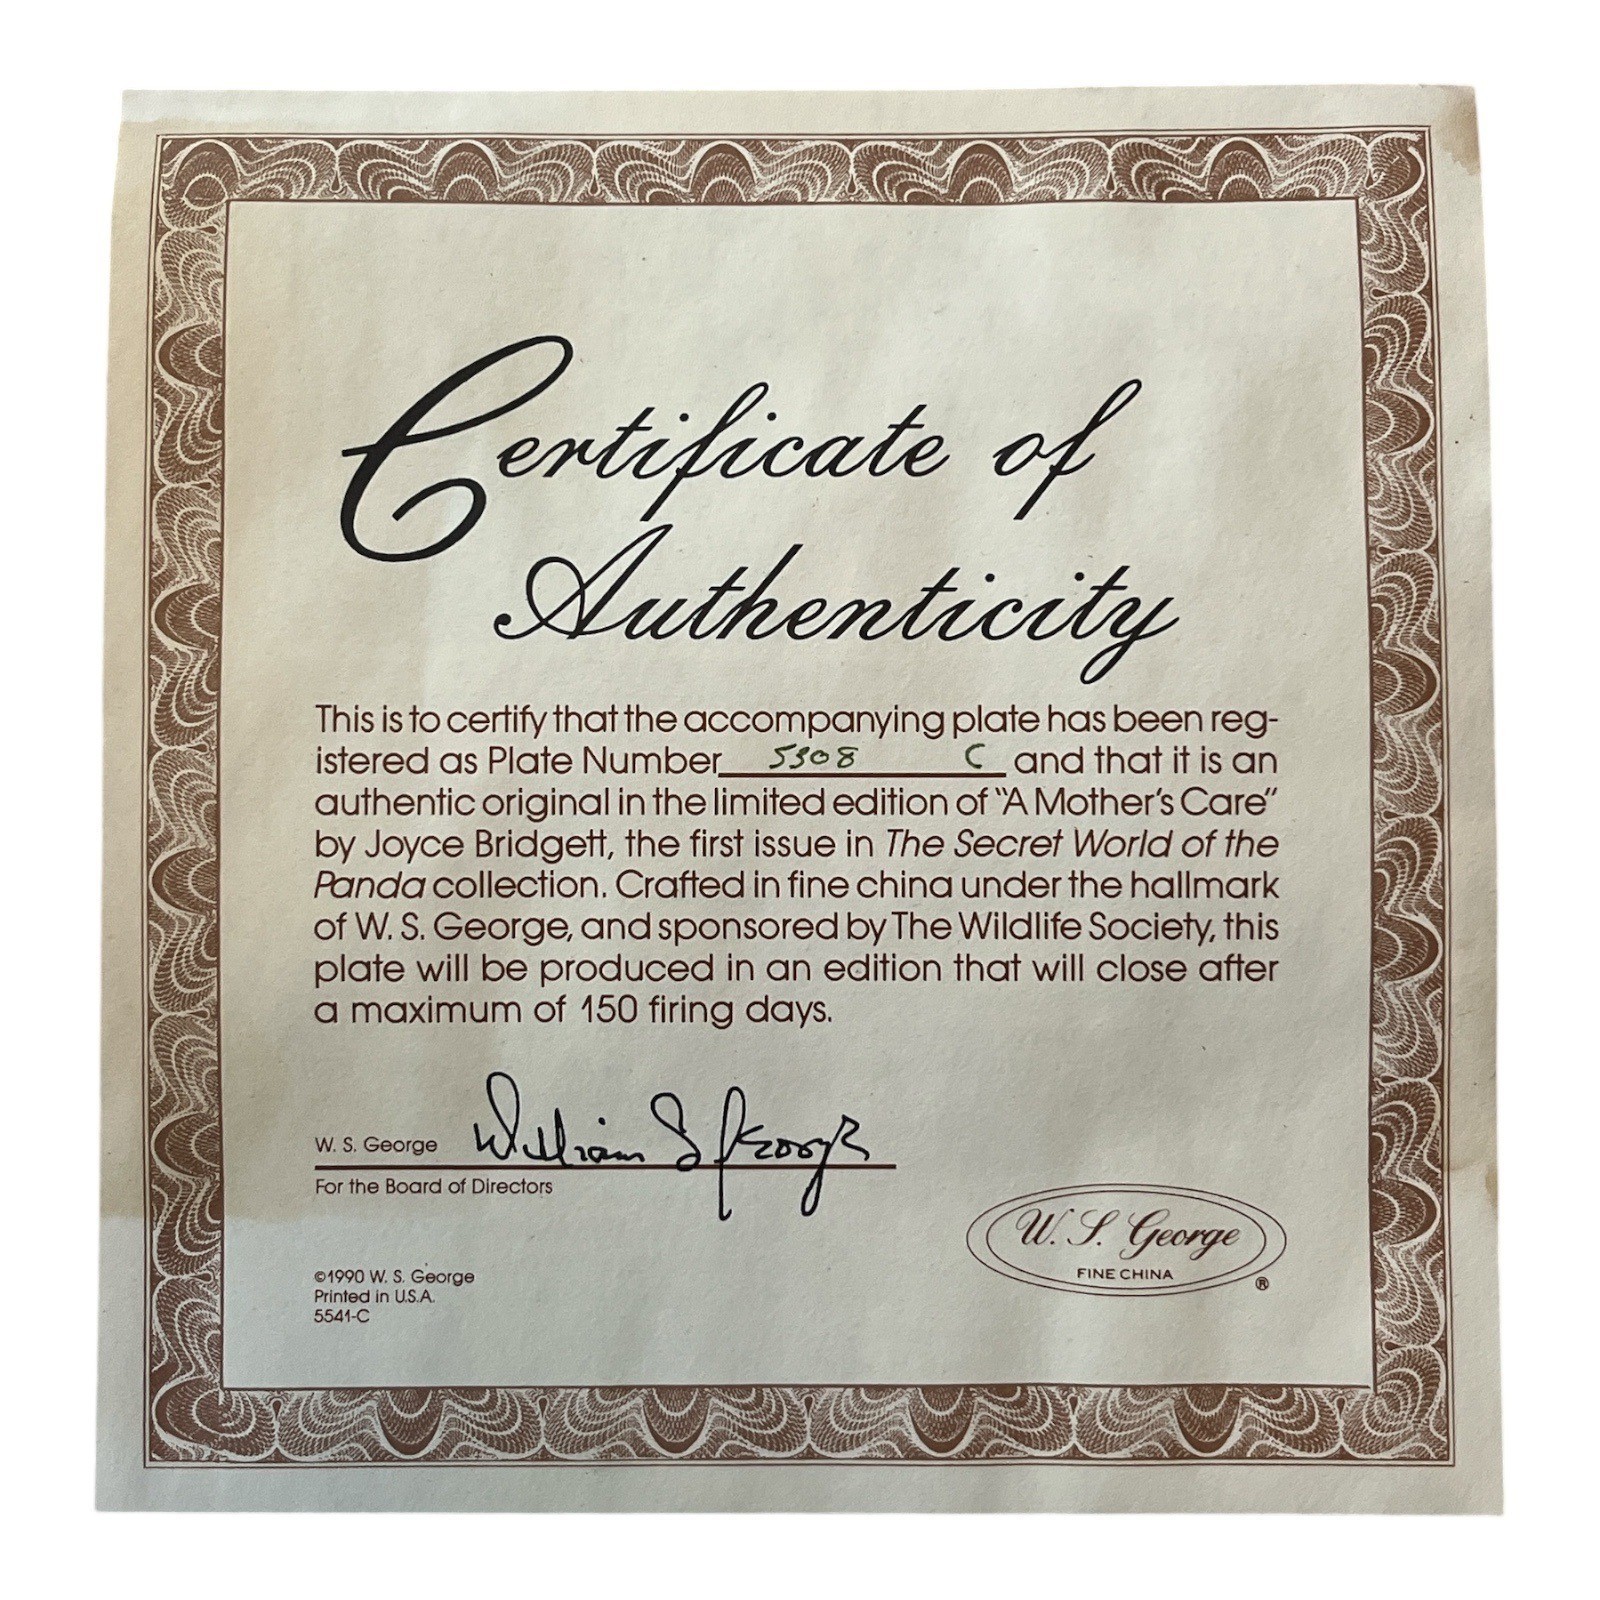 Certificate of
Authenticity
This is to certify that the accompanying plate has been reg-
istered as Plate Number 5308 C and that it is an
authentic original in the limited edition of "A Mother's Care"
by Joyce Bridgett, the first issue in The Secret World of the
Panda collection. Crafted in fine china under the hallmark
of W. S. George, and sponsored by The Wildlife Society, this
plate will be produced in an edition that will close after
a maximum of 150 firing days.
W. S. George William S George
For the Board of Directors
W. S. George
FINE CHINA
®
©1990 W. S. George
Printed in U.S.A.
5541-C